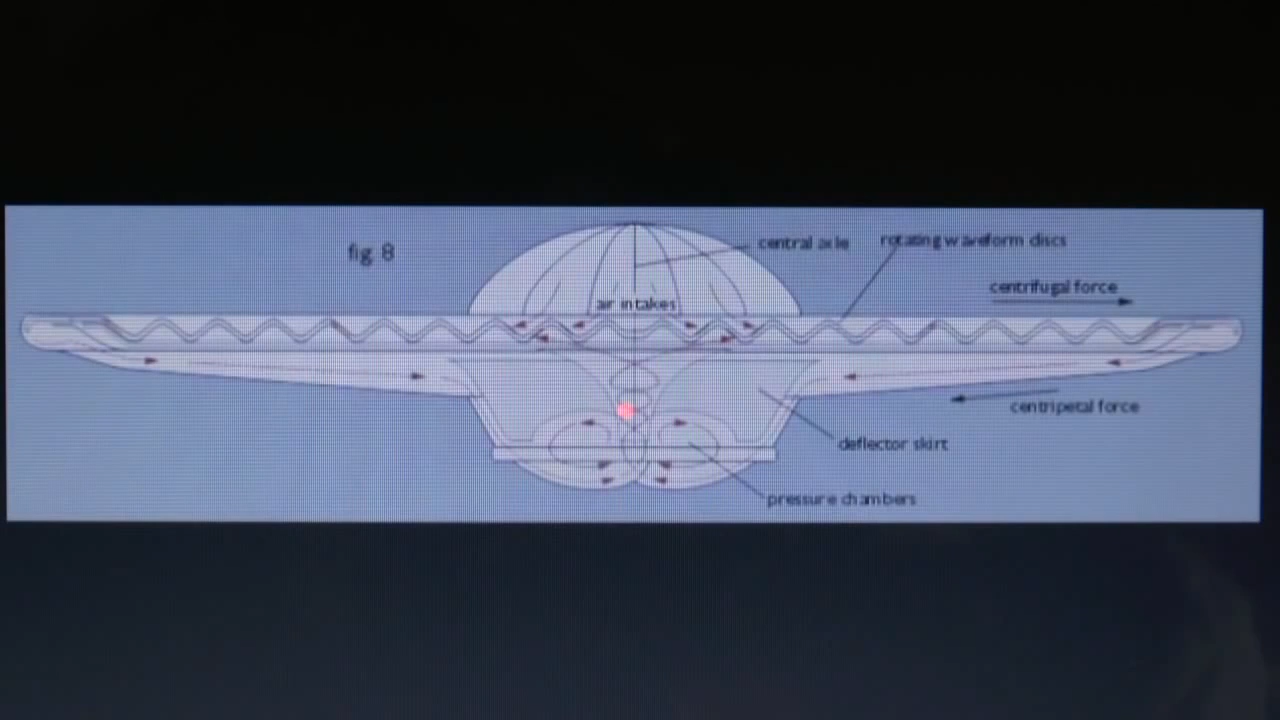 fig 8
central axle
rotating waveform discs
centrifugal force
air intakes
centripetal force
deflector skirt
pressure chambers